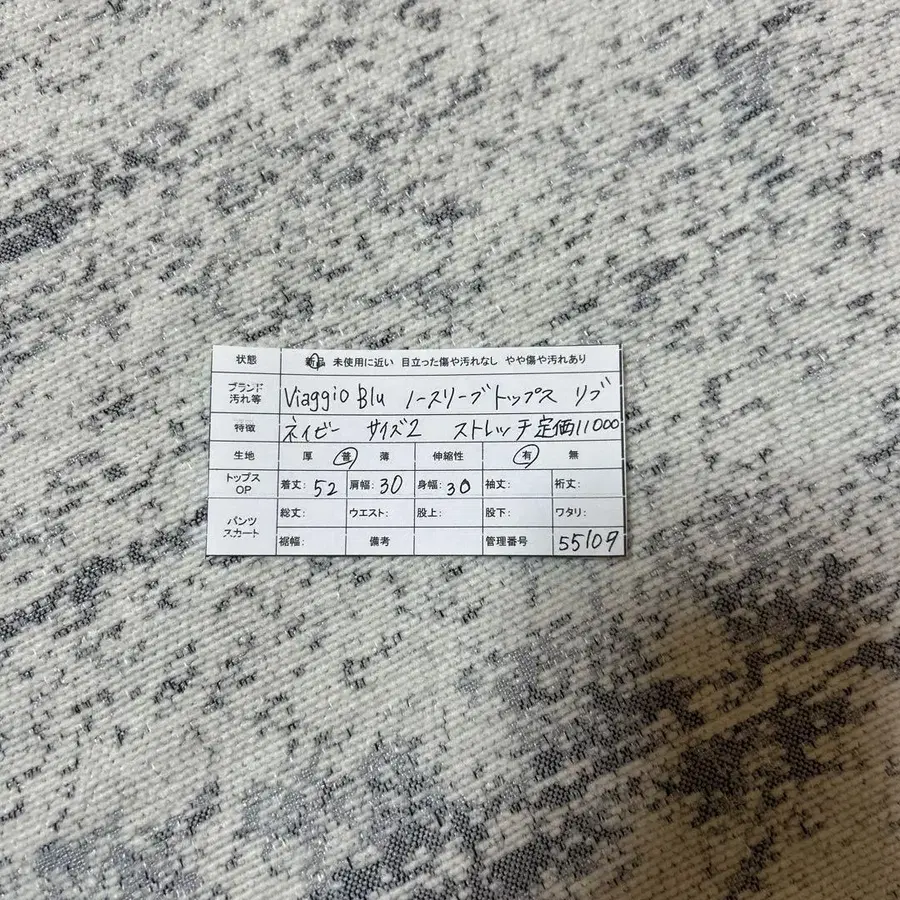 状態 新品 未使用に近い 目立った傷や汚れなし やや傷や汚れあり
ブランド 汚れ等 Viaggio Blu ノースリーブトップス リブ
特徴 ネイビー サイズ2 ストレッチ 定価11000
生地 厚 普 薄 伸縮性 有 無
トップス OP 着丈: 52 肩幅: 30 身幅: 30 袖丈: 裄丈:
パンツ スカート 総丈: ウエスト: 股上: 股下: ワタリ:
裾幅: 備考 管理番号 55109